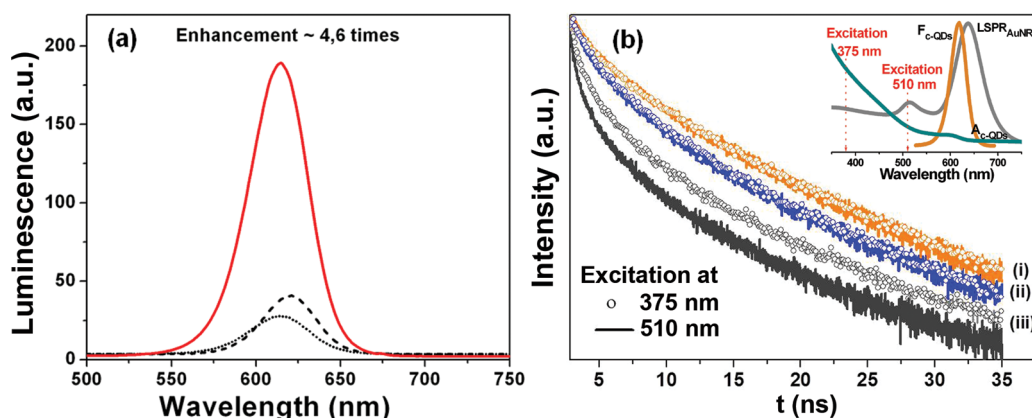 (a)
Enhancement ~ 4,6 times
Luminescence (a.u.)
200
150
100
50
0
500 550 600 650 700 750
Wavelength (nm)
(b)
Intensity (a.u.)
Excitation at
375 nm
510 nm
(i)
(ii)
(iii)
5 10 15 20 25 30 35
t (ns)
Excitation
375 nm
Excitation
510 nm
Fc-QDs
LSPRAuNR
Ac-QDs
400 500 600 700
Wavelength (nm)